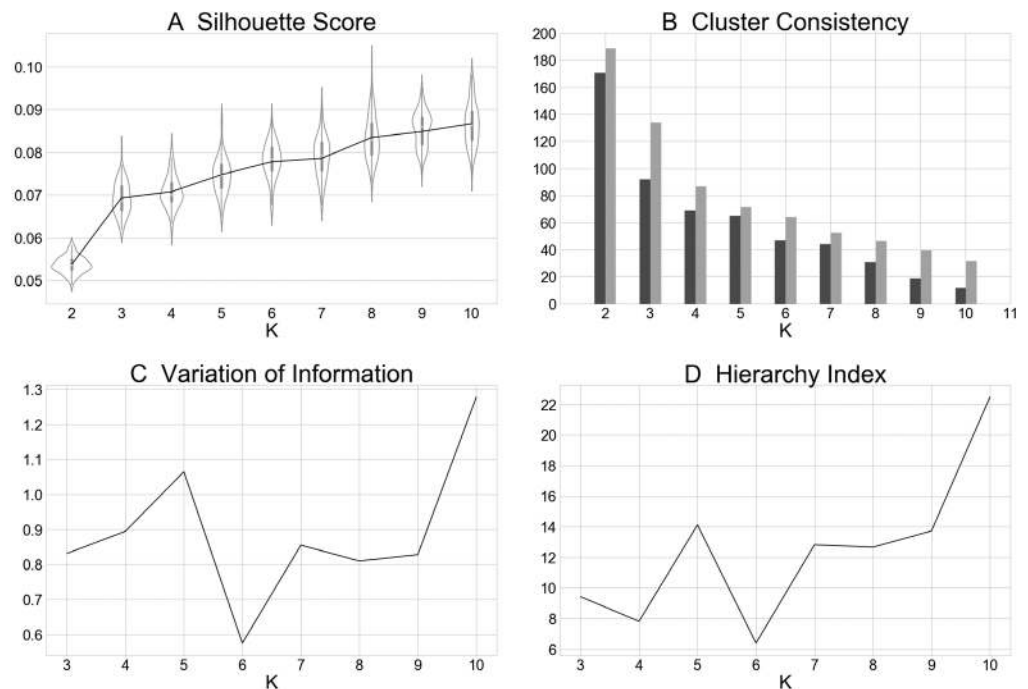 A  Silhouette Score
0.10
0.09
0.08
0.07
0.06
0.05
2 3 4 5 6 7 8 9 10
K
B  Cluster Consistency
200
180
160
140
120
100
80
60
40
20
0
2 3 4 5 6 7 8 9 10 11
K
C  Variation of Information
1.3
1.2
1.1
1.0
0.9
0.8
0.7
0.6
3 4 5 6 7 8 9 10
K
D  Hierarchy Index
22
20
18
16
14
12
10
8
6
3 4 5 6 7 8 9 10
K